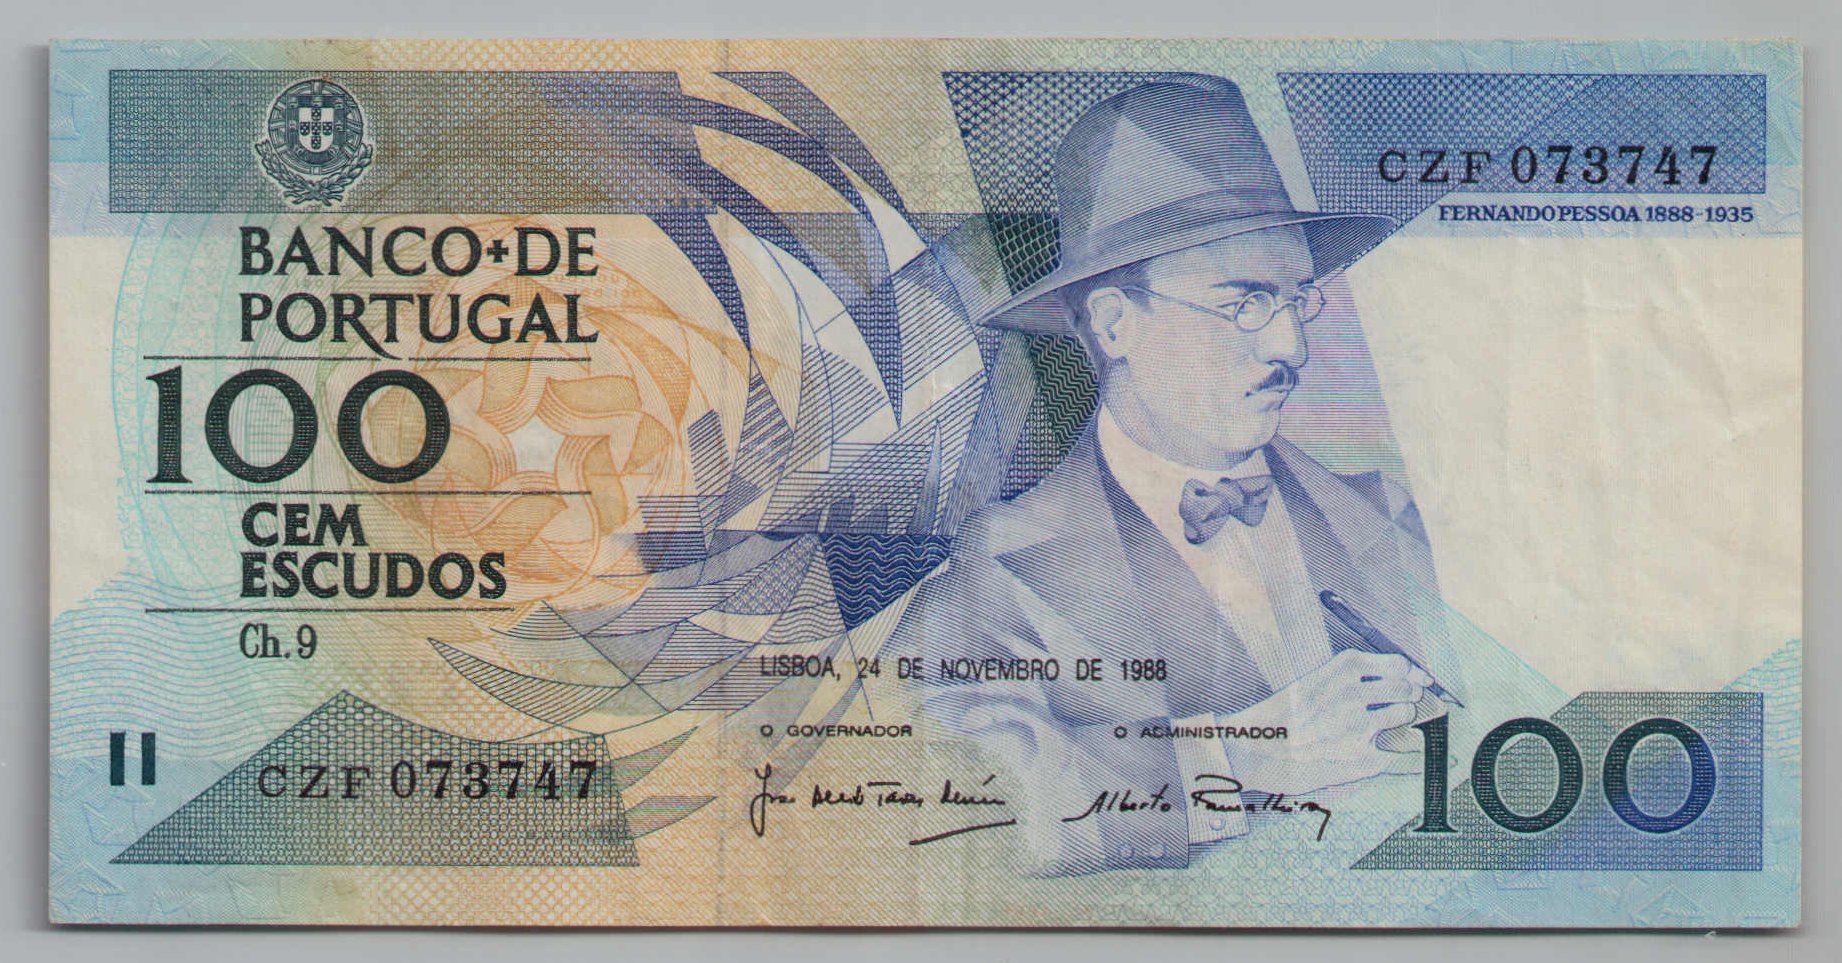 CZF 073747
FERNANDO PESSOA 1888-1935
BANCO+DE
PORTUGAL
100
CEM
ESCUDOS
Ch. 9
LISBOA, 24 DE NOVEMBRO DE 1988
O GOVERNADOR
O ADMINISTRADOR
CZF 073747
Alberto
100